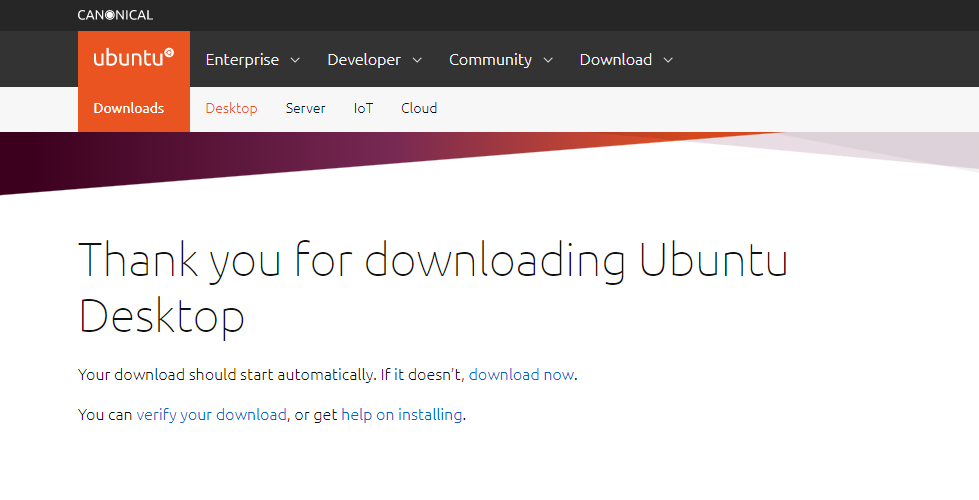 CANONICAL
ubuntu Enterprise Developer Community Download
Downloads Desktop Server IoT Cloud
Thank you for downloading Ubuntu
Desktop
Your download should start automatically. If it doesn’t, download now.
You can verify your download, or get help on installing.